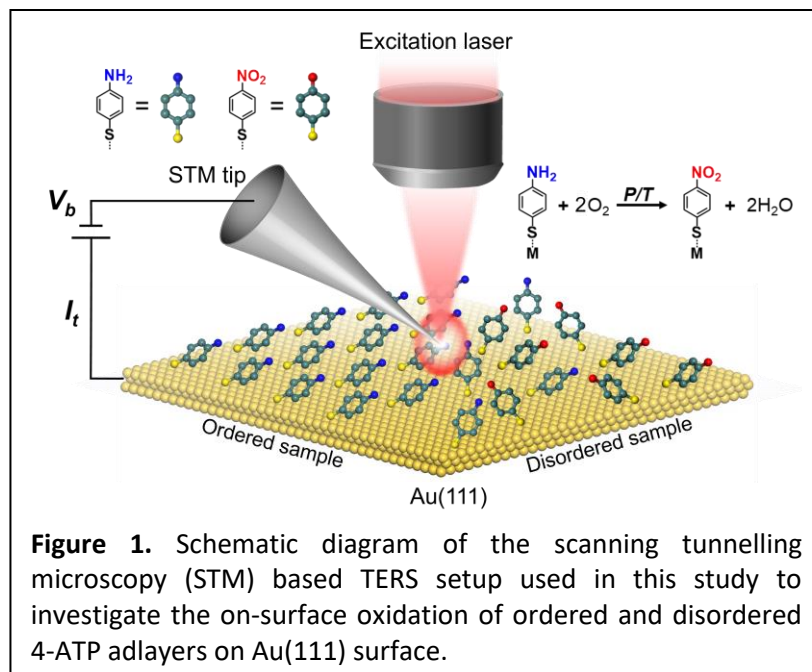 Excitation laser
NH₂
NO₂
= 
=
S
S
STM tip
V_b
I_t
NH₂
NO₂
+ 2O₂ P/T + 2H₂O
S
S
M
M
Ordered sample
Disordered sample
Au(111)
Figure 1. Schematic diagram of the scanning tunnelling
microscopy (STM) based TERS setup used in this study to
investigate the on-surface oxidation of ordered and disordered
4-ATP adlayers on Au(111) surface.